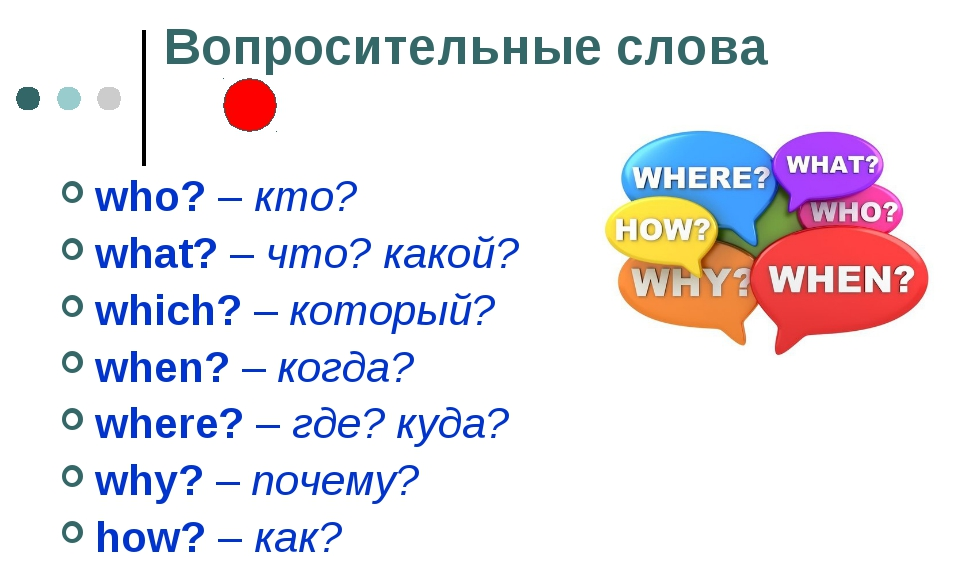 Вопросительные слова
who? – кто?
what? – что? какой?
which? – который?
when? – когда?
where? – где? куда?
why? – почему?
how? – как?
WHERE?
WHAT?
HOW?
WHO?
WHY?
WHEN?